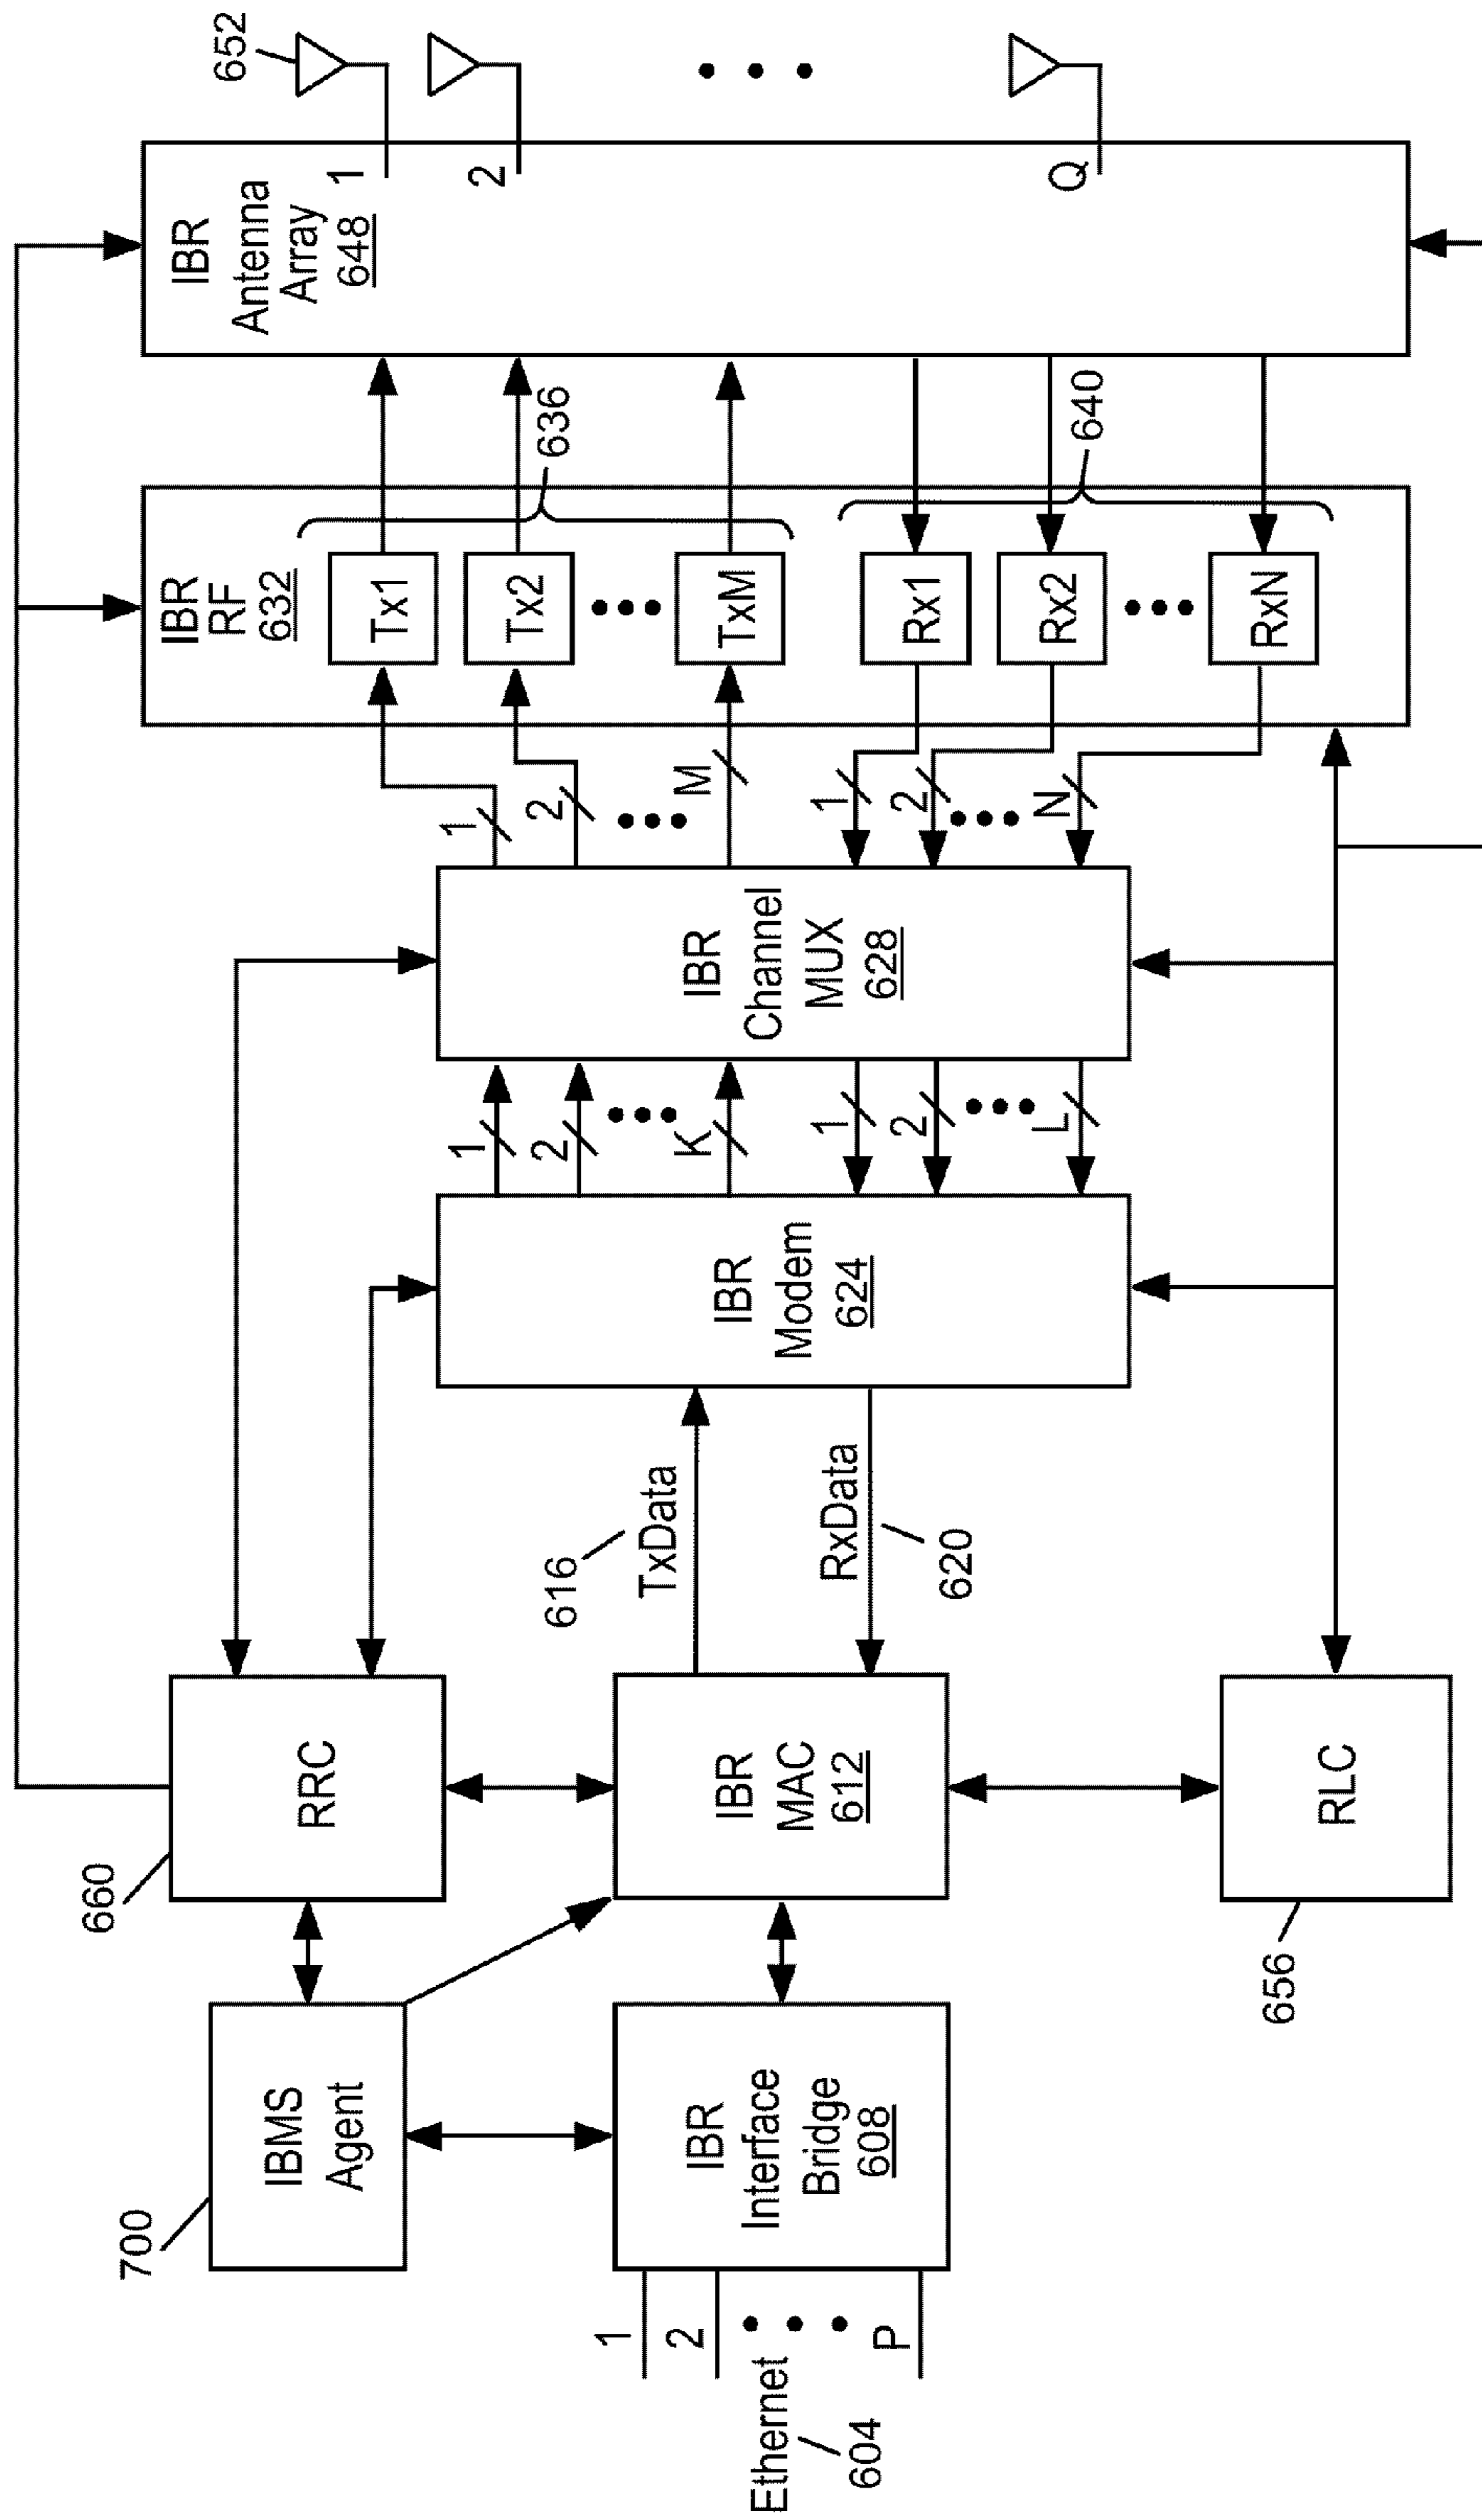 Ethernet
604
1
2
P
700
IBMS
Agent
IBR
Interface
Bridge
608
660
RRC
IBR
MAC
612
656
RLC
616
TxData
RxData
620
IBR
Modem
624
1
2
K
1
2
L
IBR
Channel
MUX
628
1
2
M
1
2
N
IBR
RF
632
Tx1
Tx2
TxM
Rx1
Rx2
RxN
636
640
IBR
Antenna
Array
648
1
2
Q
652